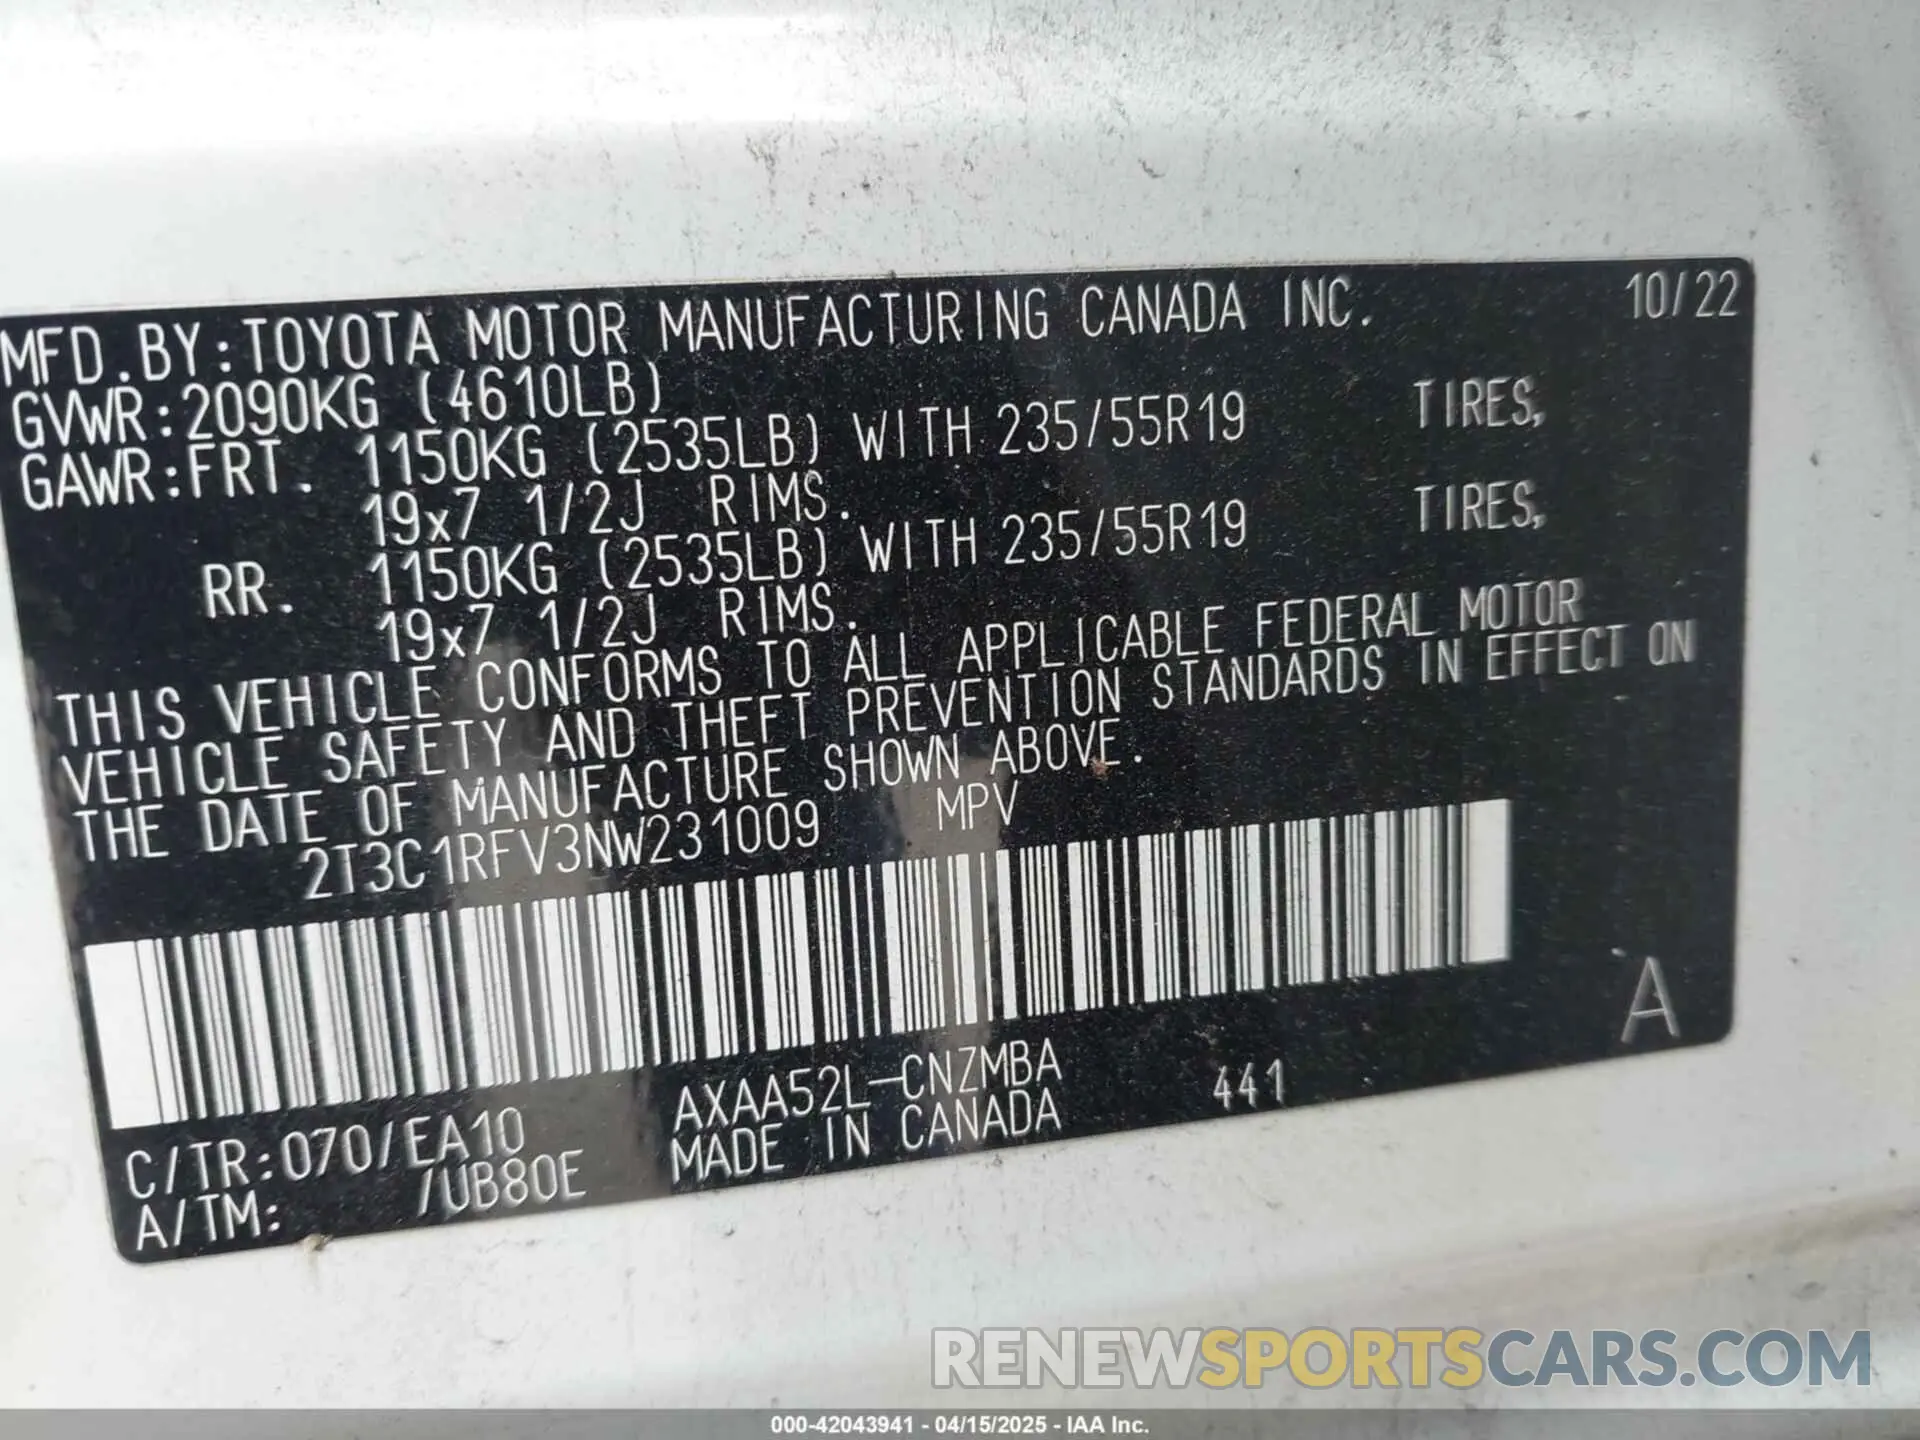 MFD.BY:TOYOTA MOTOR MANUFACTURING CANADA INC. 10/22
GVWR:2090KG (4610LB)
GAWR:FRT. 1150KG (2535LB) WITH 235/55R19 TIRES,
19x7 1/2J RIMS.
RR. 1150KG (2535LB) WITH 235/55R19 TIRES,
19x7 1/2J RIMS.
THIS VEHICLE CONFORMS TO ALL APPLICABLE FEDERAL MOTOR
VEHICLE SAFETY AND THEFT PREVENTION STANDARDS IN EFFECT ON
THE DATE OF MANUFACTURE SHOWN ABOVE.
2T3C1RFV3NW231009 MPV
A
AXAA52L-CNZMBA 441
C/TR:070/EA10 MADE IN CANADA
A/TM: /UB80E
RENEWSPORTSCARS.COM
000-42043941 - 04/15/2025 - IAA Inc.